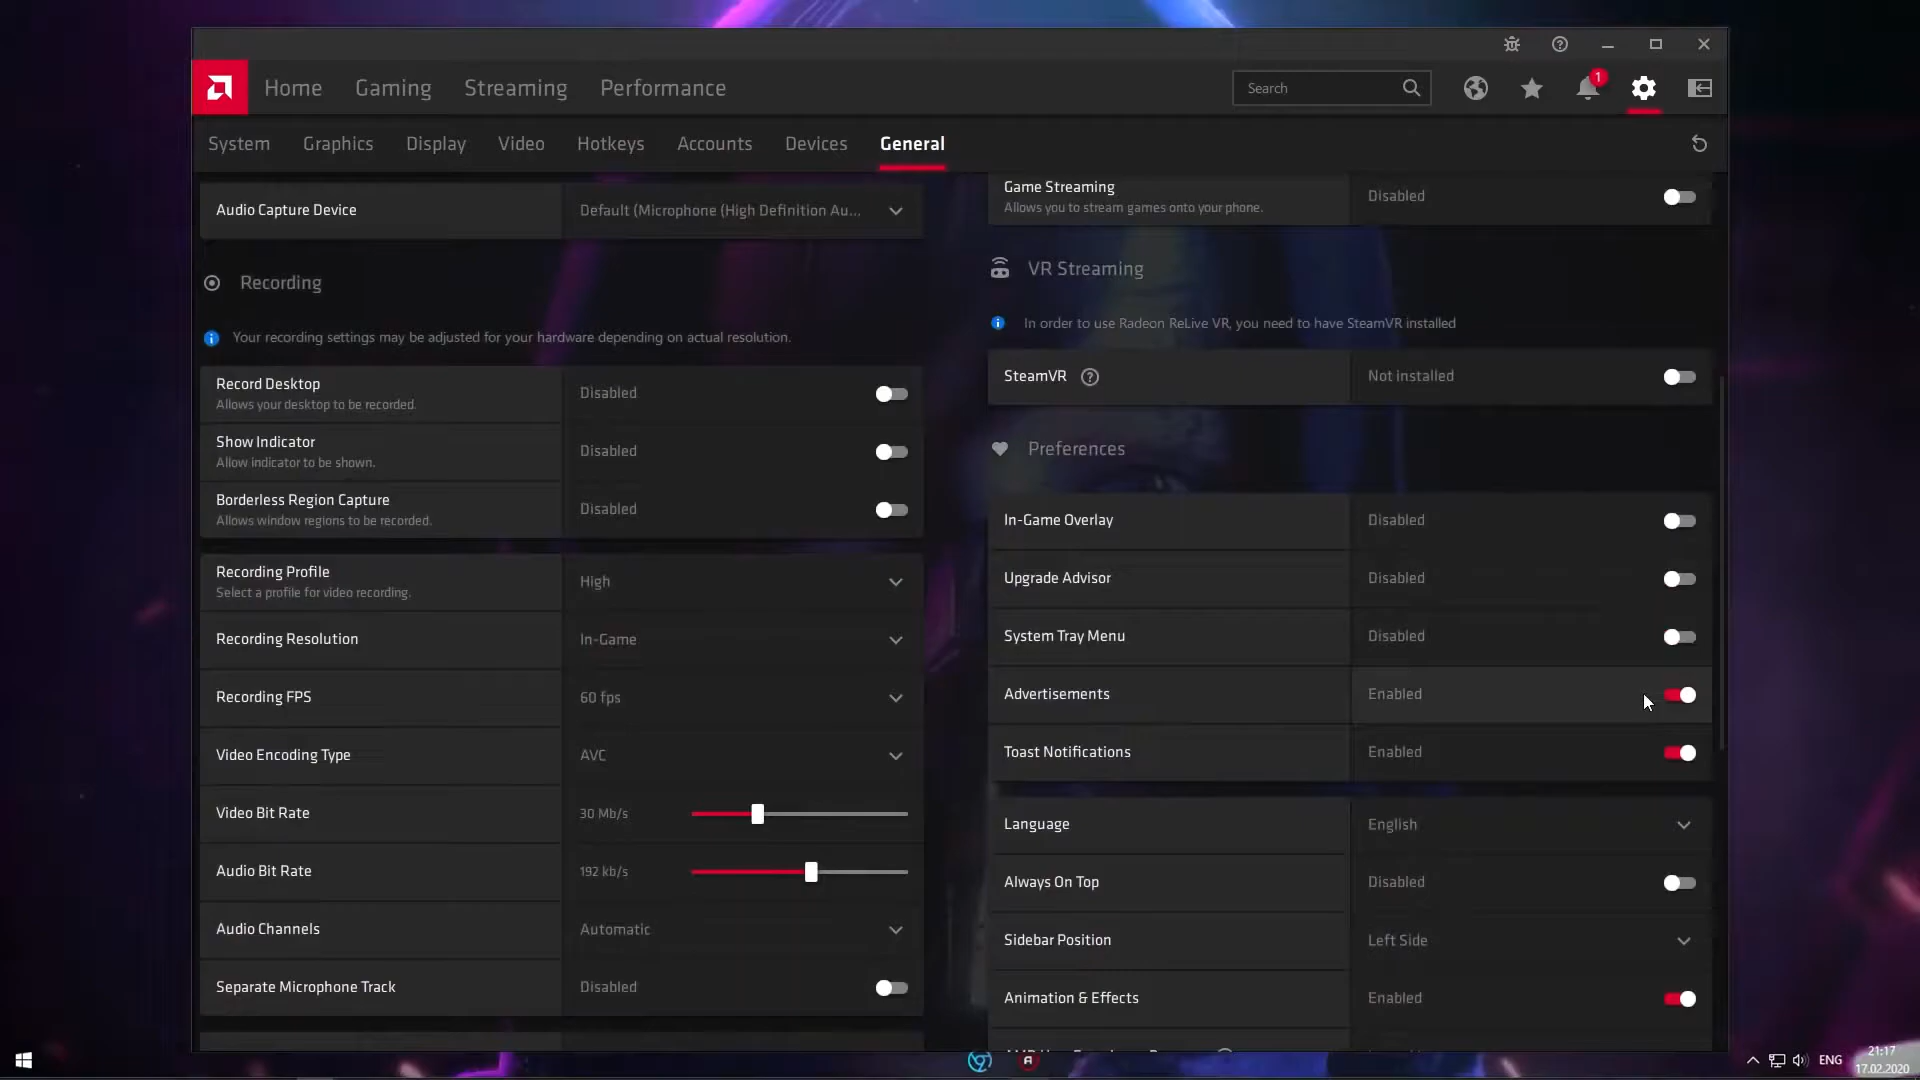 Home Gaming Streaming Performance
Search
1
System Graphics Display Video Hotkeys Accounts Devices General
Audio Capture Device
Default (Microphone (High Definition Au...
Recording
Your recording settings may be adjusted for your hardware depending on actual resolution.
Record Desktop
Disabled
Allows your desktop to be recorded.
Show Indicator
Disabled
Allow indicator to be shown.
Borderless Region Capture
Disabled
Allows window regions to be recorded.
Recording Profile
High
Select a profile for video recording.
Recording Resolution
In-Game
Recording FPS
60 fps
Video Encoding Type
AVC
Video Bit Rate
30 Mb/s
Audio Bit Rate
192 kb/s
Audio Channels
Automatic
Separate Microphone Track
Disabled
Game Streaming
Disabled
Allows you to stream games onto your phone.
VR Streaming
In order to use Radeon ReLive VR, you need to have SteamVR installed
SteamVR
Not installed
Preferences
In-Game Overlay
Disabled
Upgrade Advisor
Disabled
System Tray Menu
Disabled
Advertisements
Enabled
Toast Notifications
Enabled
Language
English
Always On Top
Disabled
Sidebar Position
Left Side
Animation & Effects
Enabled
ENG
21:17
17.02.2020